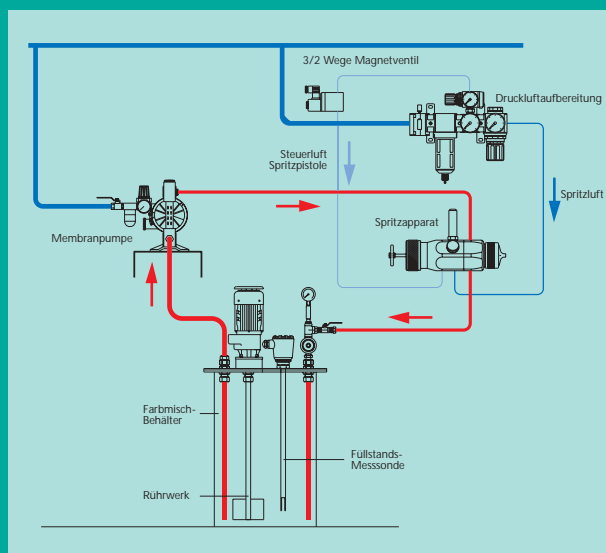 3/2 Wege Magnetventil
Druckluftaufbereitung
Steuerluft
Spritzpistole
Spritzluft
Spritzapparat
Membranpumpe
Farbmisch-
Behälter
Füllstands-
Messsonde
Rührwerk